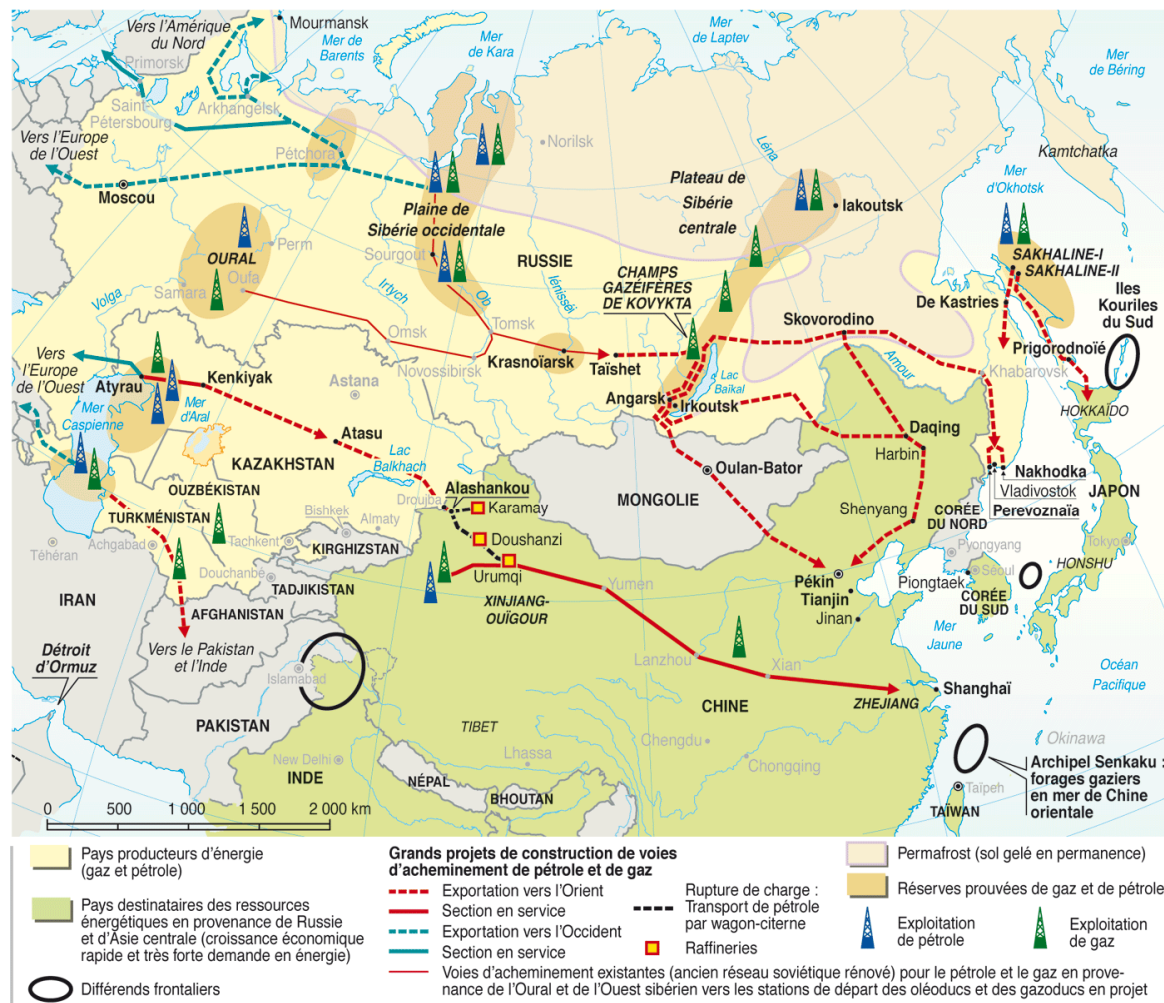 Vers l'Amérique
du Nord
Mourmansk
Mer de
Barents
Mer
de Kara
Mer
de Laptev
Mer
de Béring
Primorsk
Saint-
Pétersbourg
Arkhangelsk
Vers l'Europe
de l'Ouest
Pétchora
Norilsk
Léna
Kamtchatka
Moscou
Plaine de
Sibérie occidentale
Plateau de
Sibérie
centrale
Iakoutsk
Mer
d'Okhotsk
OURAL
Perm
Oufa
Samara
Volga
Sourgout
RUSSIE
CHAMPS
GAZÉIFÈRES
DE KOVYKTA
SAKHALINE-I
SAKHALINE-II
De Kastries
Iles
Kouriles
du Sud
Irtych
Ob
Iénisséi
Omsk
Tomsk
Novossibirsk
Krasnoïarsk
Taïshet
Skovorodino
Prigorodnoïé
Khabarovsk
Amour
Vers
l'Europe
de l'Ouest
Atyrau
Kenkiyak
Astana
Angarsk
Irkoutsk
Lac
Baïkal
HOKKAÏDO
Mer
Caspienne
Mer
d'Aral
Atasu
KAZAKHSTAN
Lac
Balkhach
Oulan-Bator
MONGOLIE
Daqing
Harbin
Nakhodka
Vladivostok
Perevoznaïa
JAPON
OUZBÉKISTAN
TURKMÉNISTAN
Bishkek
Almaty
Droujba
Alashankou
Karamay
Doushanzi
Urumqi
Shenyang
CORÉE
DU NORD
Téhéran
Achgabad
Tachkent
KIRGHIZSTAN
Pyongyang
Tokyo
Douchanbé
TADJIKISTAN
XINJIANG-
OUÏGOUR
Yumen
Pékin
Tianjin
Jinan
Piongtaek
Séoul
CORÉE
DU SUD
HONSHU
IRAN
AFGHANISTAN
Vers le Pakistan
et l'Inde
Mer
Jaune
Détroit
d'Ormuz
Islamabad
Lanzhou
Xian
Océan
Pacifique
PAKISTAN
TIBET
CHINE
ZHEJIANG
Shanghaï
New Delhi
Lhassa
Chengdu
Chongqing
Okinawa
INDE
NÉPAL
BHOUTAN
Taïpeh
TAÏWAN
Archipel Senkaku :
forages gaziers
en mer de Chine
orientale
0 500 1 000 1 500 2 000 km
Pays producteurs d'énergie
(gaz et pétrole)
Pays destinataires des ressources
énergétiques en provenance de Russie
et d'Asie centrale (croissance économique
rapide et très forte demande en énergie)
Différends frontaliers
Grands projets de construction de voies
d'acheminement de pétrole et de gaz
Exportation vers l'Orient
Section en service
Exportation vers l'Occident
Section en service
Voies d'acheminement existantes (ancien réseau soviétique rénové) pour le pétrole et le gaz en prove-
nance de l'Oural et de l'Ouest sibérien vers les stations de départ des oléoducs et des gazoducs en projet
Rupture de charge :
Transport de pétrole
par wagon-citerne
Raffineries
Permafrost (sol gelé en permanence)
Réserves prouvées de gaz et de pétrole
Exploitation
de pétrole
Exploitation
de gaz